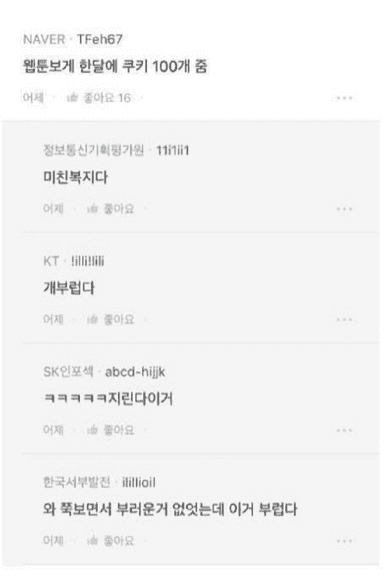 NAVER · TFeh67
웹툰보게 한달에 쿠키 100개 줌
어제 · 좋아요 16 ·
정보통신기획평가원 · 11i1ii1
미친복지다
어제 · 좋아요 ·
KT · !illi!lili
개부럽다
어제 · 좋아요 ·
SK인포섹 · abcd-hijjk
ㅋㅋㅋㅋㅋ지린다이거
어제 · 좋아요 ·
한국서부발전 · ilillioil
와 쭉보면서 부러운거 없엇는데 이거 부럽다
어제 · 좋아요 ·